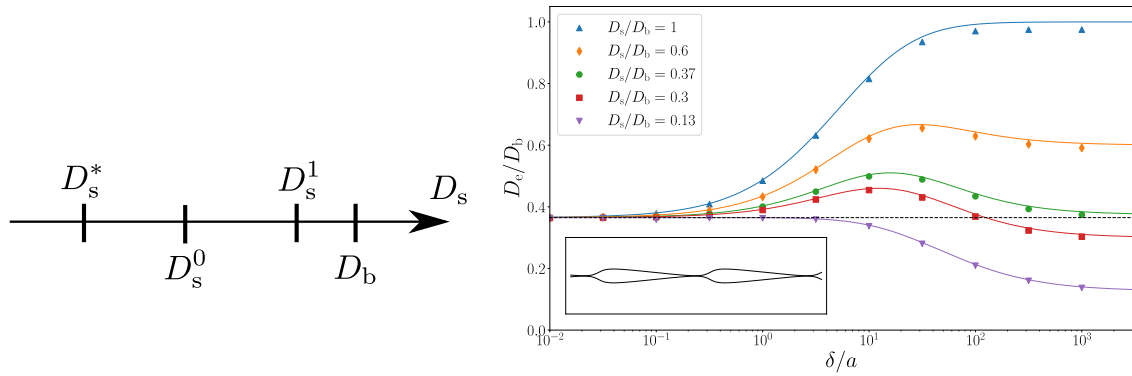 D_s^*
D_s^1
D_s
D_s^0
D_b
D_s/D_b = 1
D_s/D_b = 0.6
D_s/D_b = 0.37
D_s/D_b = 0.3
D_s/D_b = 0.13
D_e/D_b
1.0
0.8
0.6
0.4
0.2
0.0
10^{-2}
10^{-1}
10^0
10^1
10^2
10^3
δ/a